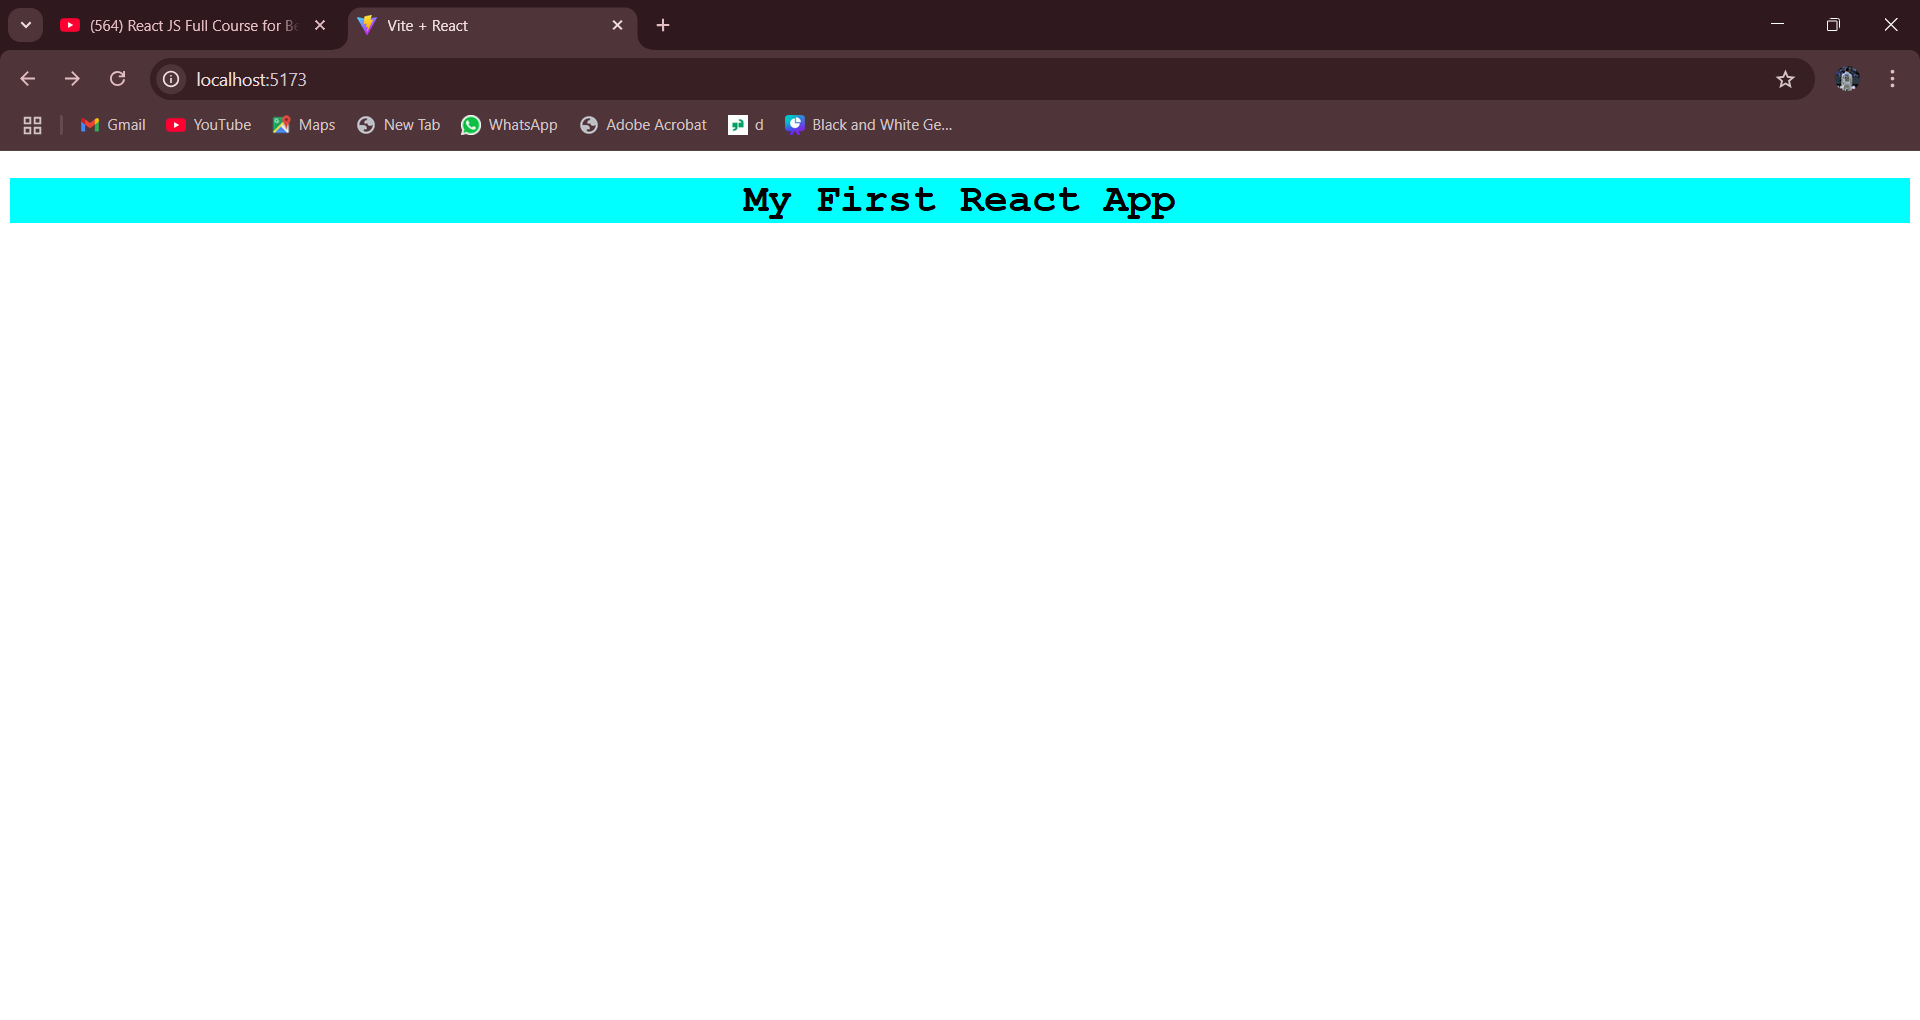 (564) React JS Full Course for Be
Vite + React
localhost:5173
Gmail
YouTube
Maps
New Tab
WhatsApp
Adobe Acrobat
d
Black and White Ge...
My First React App